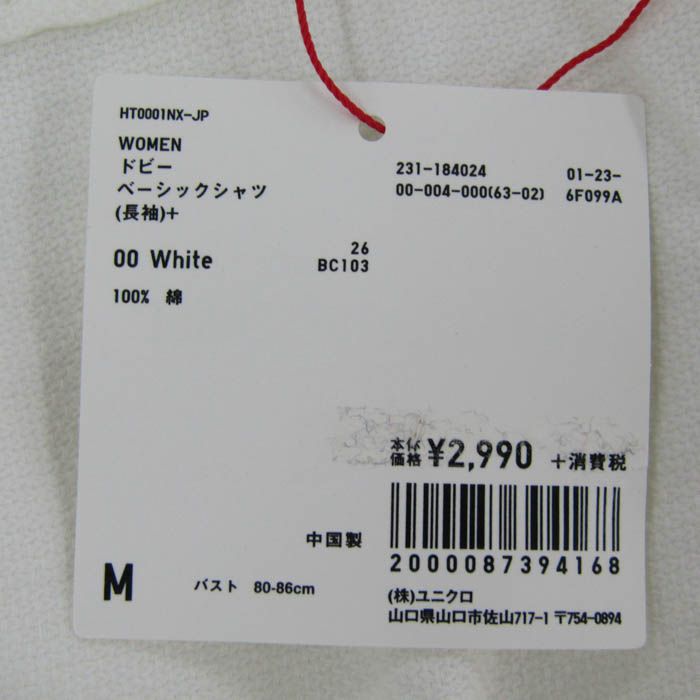 HT0001NX-JP
WOMEN
ドビー
ベーシックシャツ
(長袖)+
231-184024 01-23-
00-004-000(63-02) 6F099A
00 White
26
BC103
100% 綿
本体
価格 ¥2,990 +消費税
中国製
2000087394168
M バスト 80-86cm
(株)ユニクロ
山口県山口市佐山717-1 〒754-0894